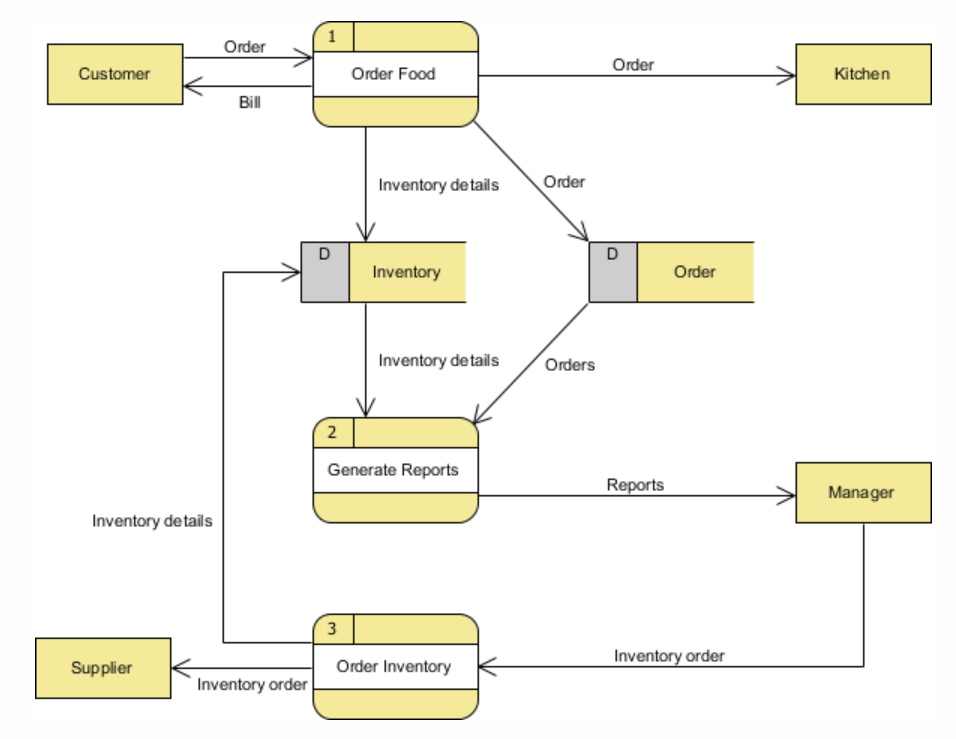 1
Order
Customer
Order Food
Order
Kitchen
Bill
Inventory details
Order
D
Inventory
D
Order
Inventory details
Orders
2
Generate Reports
Reports
Manager
Inventory details
3
Order Inventory
Inventory order
Supplier
Inventory order